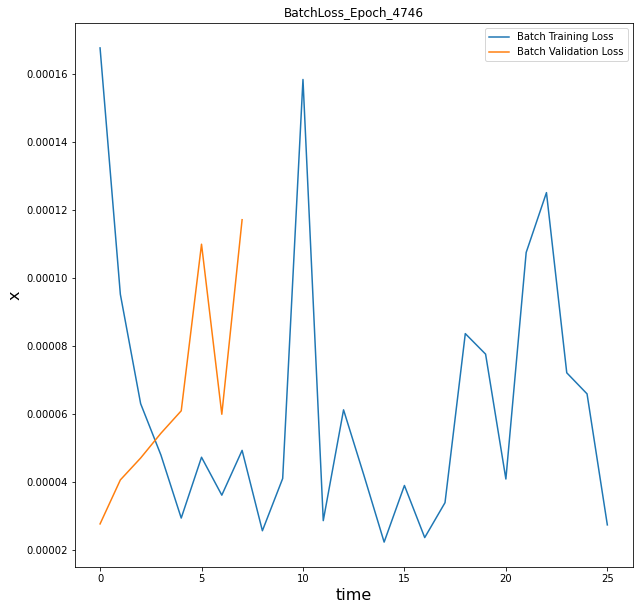 BatchLoss_Epoch_4746
Batch Training Loss
Batch Validation Loss
0.00016
0.00014
0.00012
0.00010
0.00008
0.00006
0.00004
0.00002
x
0 5 10 15 20 25
time